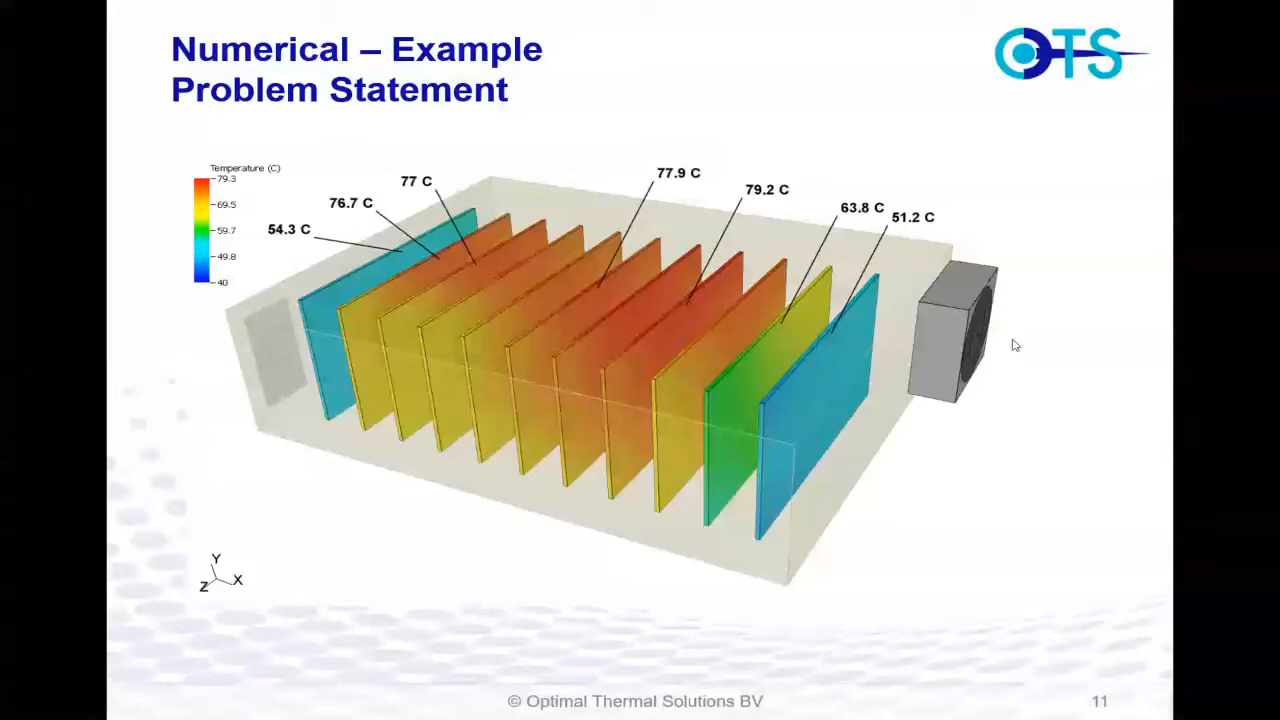 Numerical – Example
Problem Statement
OTS
Temperature (C)
79.3
69.5
59.7
49.8
40
54.3 C
76.7 C
77 C
77.9 C
79.2 C
63.8 C
51.2 C
Y
Z
X
© Optimal Thermal Solutions BV
11